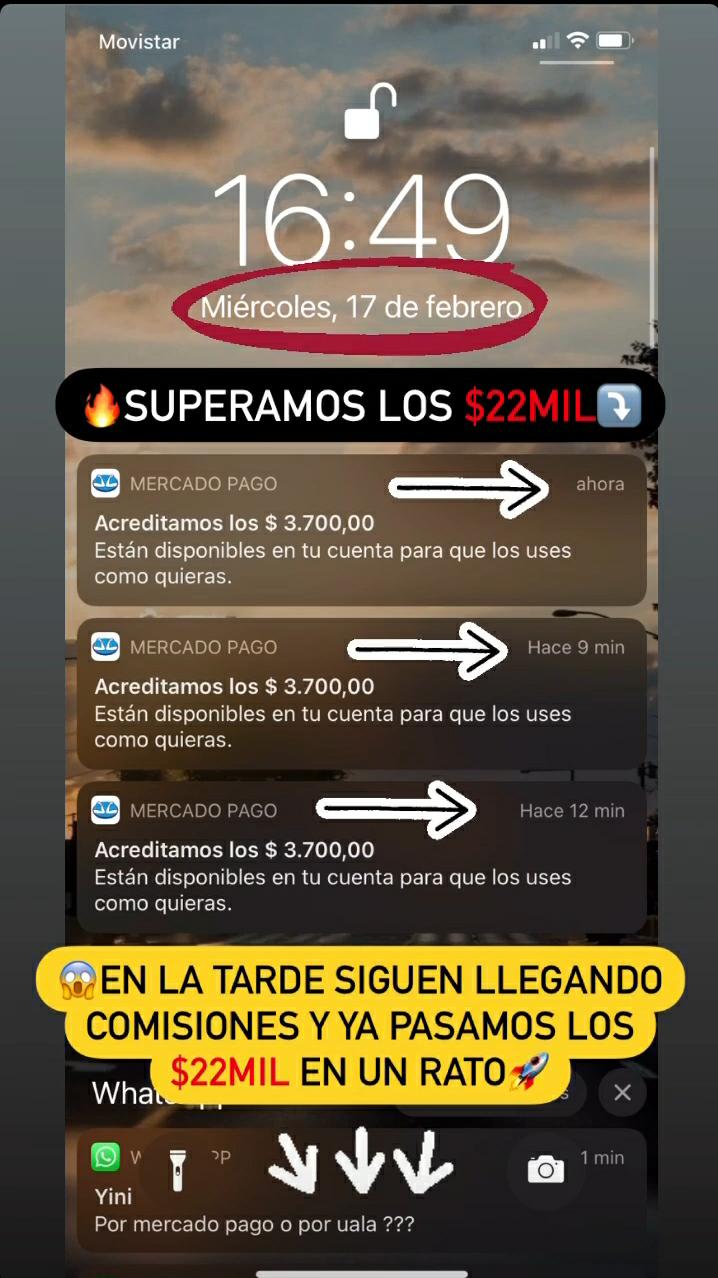 Movistar
16:49
Miércoles, 17 de febrero
🔥SUPERAMOS LOS $22MIL⤵️
MERCADO PAGO
ahora
Acreditamos los $ 3.700,00
Están disponibles en tu cuenta para que los uses
como quieras.
MERCADO PAGO
Hace 9 min
Acreditamos los $ 3.700,00
Están disponibles en tu cuenta para que los uses
como quieras.
MERCADO PAGO
Hace 12 min
Acreditamos los $ 3.700,00
Están disponibles en tu cuenta para que los uses
como quieras.
😱EN LA TARDE SIGUEN LLEGANDO
COMISIONES Y YA PASAMOS LOS
$22MIL EN UN RATO🚀
1 min
Yini
Por mercado pago o por uala ???